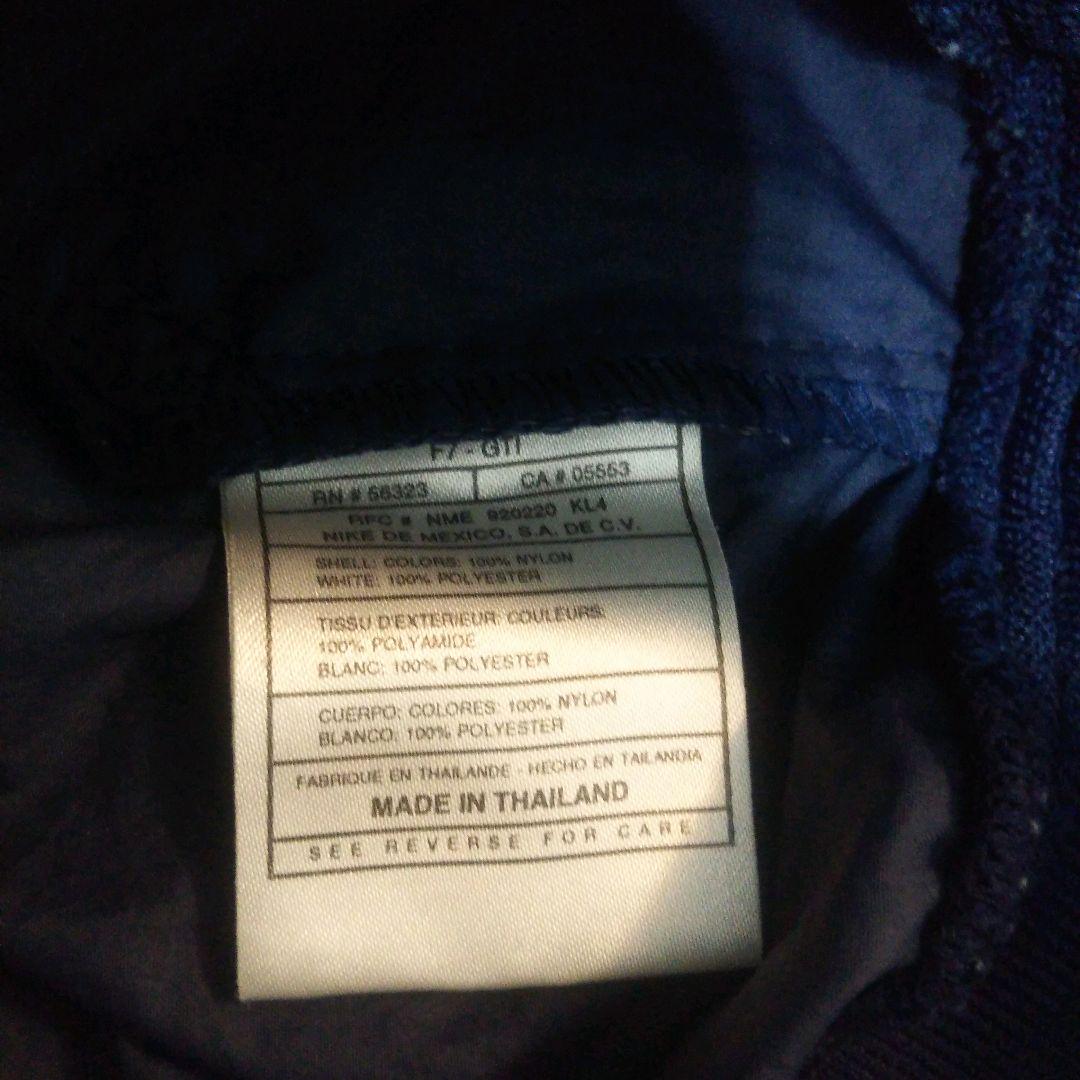 F7 - G11
RN # 56323 CA # 05553
RFC # NME 920220 KL4
NIKE DE MEXICO, S.A. DE C.V.
SHELL: COLORS: 100% NYLON
WHITE: 100% POLYESTER
TISSU D'EXTERIEUR: COULEURS:
100% POLYAMIDE
BLANC: 100% POLYESTER
CUERPO: COLORES: 100% NYLON
BLANCO: 100% POLYESTER
FABRIQUE EN THAILANDE - HECHO EN TAILANDIA
MADE IN THAILAND
SEE REVERSE FOR CARE